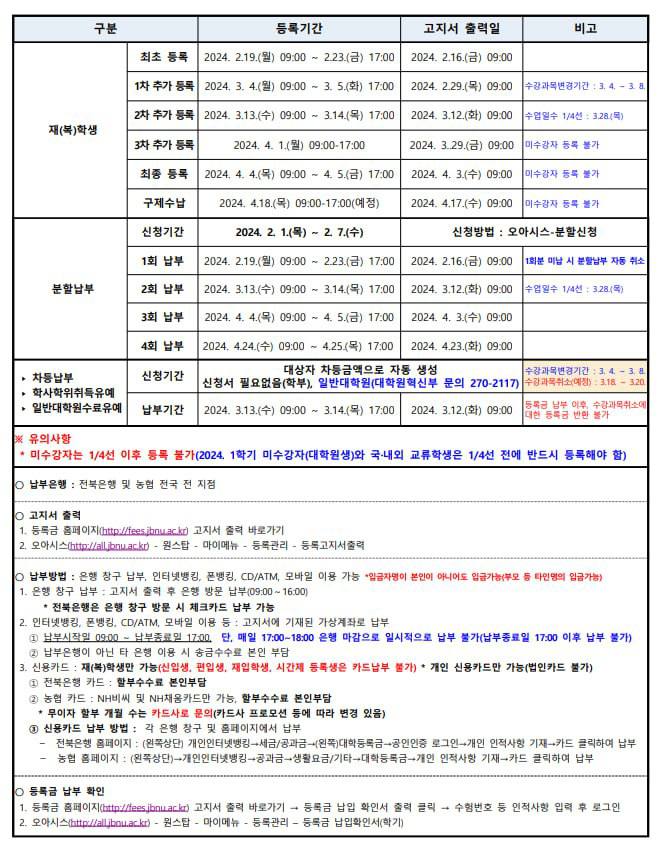 구분 등록기간 고지서 출력일 비고
재(복)학생
최초 등록 2024. 2.19.(월) 09:00 ~ 2.23.(금) 17:00 2024. 2.16.(금) 09:00
1차 추가 등록 2024. 3. 4.(월) 09:00 ~ 3. 5.(화) 17:00 2024. 2.29.(목) 09:00 수강과목변경기간 : 3. 4. ~ 3. 8.
2차 추가 등록 2024. 3.13.(수) 09:00 ~ 3.14.(목) 17:00 2024. 3.12.(화) 09:00 수업일수 1/4선 : 3.28.(목)
3차 추가 등록 2024. 4. 1.(월) 09:00-17:00 2024. 3.29.(금) 09:00 미수강자 등록 불가
최종 등록 2024. 4. 4.(목) 09:00 ~ 4. 5.(금) 17:00 2024. 4. 3.(수) 09:00 미수강자 등록 불가
구제수납 2024. 4.18.(목) 09:00-17:00(예정) 2024. 4.17.(수) 09:00 미수강자 등록 불가
분할납부
신청기간 2024. 2. 1.(목) ~ 2. 7.(수) 신청방법 : 오아시스-분할신청
1회 납부 2024. 2.19.(월) 09:00 ~ 2.23.(금) 17:00 2024. 2.16.(금) 09:00 1회분 미납 시 분할납부 자동 취소
2회 납부 2024. 3.13.(수) 09:00 ~ 3.14.(목) 17:00 2024. 3.12.(화) 09:00 수업일수 1/4선 : 3.28.(목)
3회 납부 2024. 4. 4.(목) 09:00 ~ 4. 5.(금) 17:00 2024. 4. 3.(수) 09:00
4회 납부 2024. 4.24.(수) 09:00 ~ 4.25.(목) 17:00 2024. 4.23.(화) 09:00
▸ 차등납부
▸ 학사학위취득유예
▸ 일반대학원수료유예
신청기간 대상자 차등금액으로 자동 생성
신청서 필요없음(학부), 일반대학원(대학원혁신부 문의 270-2117)
수강과목변경기간 : 3. 4. ~ 3. 8.
수강과목취소(예정) : 3.18. ~ 3.20.
납부기간 2024. 3.13.(수) 09:00 ~ 3.14.(목) 17:00 2024. 3.12.(화) 09:00 등록금 납부 이후, 수강과목취소에
대한 등록금 반환 불가
※ 유의사항
* 미수강자는 1/4선 이후 등록 불가(2024. 1학기 미수강자(대학원생)와 국·내외 교류학생은 1/4선 전에 반드시 등록해야 함)
○ 납부은행 : 전북은행 및 농협 전국 전 지점
○ 고지서 출력
1. 등록금 홈페이지(http://fees.jbnu.ac.kr) 고지서 출력 바로가기
2. 오아시스(http://all.jbnu.ac.kr) - 원스탑 - 마이메뉴 - 등록관리 - 등록고지서출력
○ 납부방법 : 은행 창구 납부, 인터넷뱅킹, 폰뱅킹, CD/ATM, 모바일 이용 가능 *입금자명이 본인이 아니어도 입금가능(부모 등 타인명의 입금가능)
1. 은행 창구 납부 : 고지서 출력 후 은행 방문 납부(09:00~16:00)
* 전북은행은 은행 창구 방문 시 체크카드 납부 가능
2. 인터넷뱅킹, 폰뱅킹, CD/ATM, 모바일 이용 등 : 고지서에 기재된 가상계좌로 납부
① 납부시작일 09:00 ~ 납부종료일 17:00, 단, 매일 17:00~18:00 은행 마감으로 일시적으로 납부 불가(납부종료일 17:00 이후 납부 불가)
② 납부은행이 아닌 타 은행 이용 시 송금수수료 본인 부담
3. 신용카드 납부 : 재(복)학생만 가능(신입생, 편입생, 재입학생, 시간제 등록생은 카드납부 불가) * 개인 신용카드만 가능(법인카드 불가)
① 전북은행 카드 : 할부수수료 본인부담
② 농협 카드 : NH비씨 및 NH채움카드만 가능, 할부수수료 본인부담
* 무이자 할부 개월 수는 카드사로 문의(카드사 프로모션 등에 따라 변경 있음)
③ 신용카드 납부 방법 : 각 은행 창구 및 홈페이지에서 납부
- 전북은행 홈페이지 : (왼쪽상단) 개인인터넷뱅킹→세금/공과금→(왼쪽)대학등록금→공인인증 로그인→개인 인적사항 기재→카드 클릭하여 납부
- 농협 홈페이지 : (왼쪽상단)→개인인터넷뱅킹→공과금→생활요금/기타→대학등록금→개인 인적사항 기재→카드 클릭하여 납부
○ 등록금 납부 확인
1. 등록금 홈페이지(http://fees.jbnu.ac.kr) 고지서 출력 바로가기 → 등록금 납입 확인서 출력 클릭 → 수험번호 등 인적사항 입력 후 로그인
2. 오아시스(http://all.jbnu.ac.kr) - 원스탑 - 마이메뉴 - 등록관리 – 등록금 납입확인서(학기)